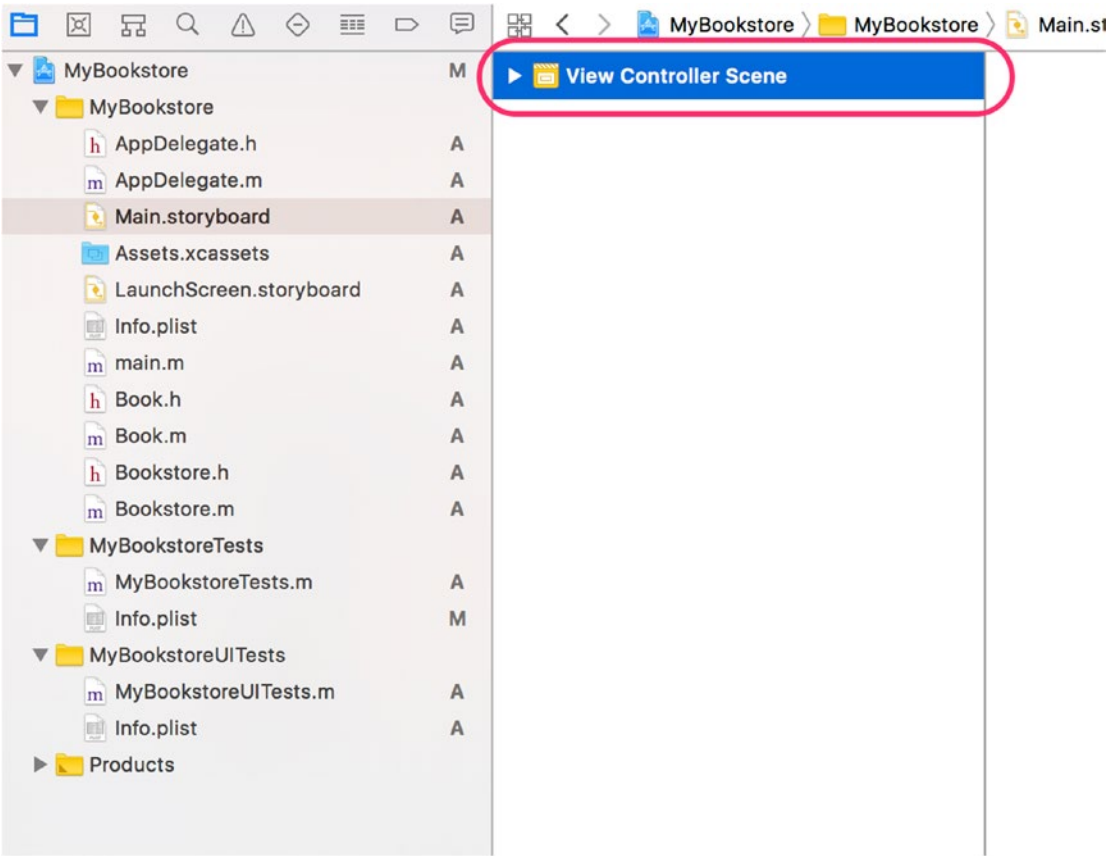 MyBookstore MyBookstore Main.st
MyBookstore M
View Controller Scene
MyBookstore
h AppDelegate.h A
m AppDelegate.m A
Main.storyboard A
Assets.xcassets A
LaunchScreen.storyboard A
Info.plist A
m main.m A
h Book.h A
m Book.m A
h Bookstore.h A
m Bookstore.m A
MyBookstoreTests
m MyBookstoreTests.m A
Info.plist M
MyBookstoreUITests
m MyBookstoreUITests.m A
Info.plist A
Products